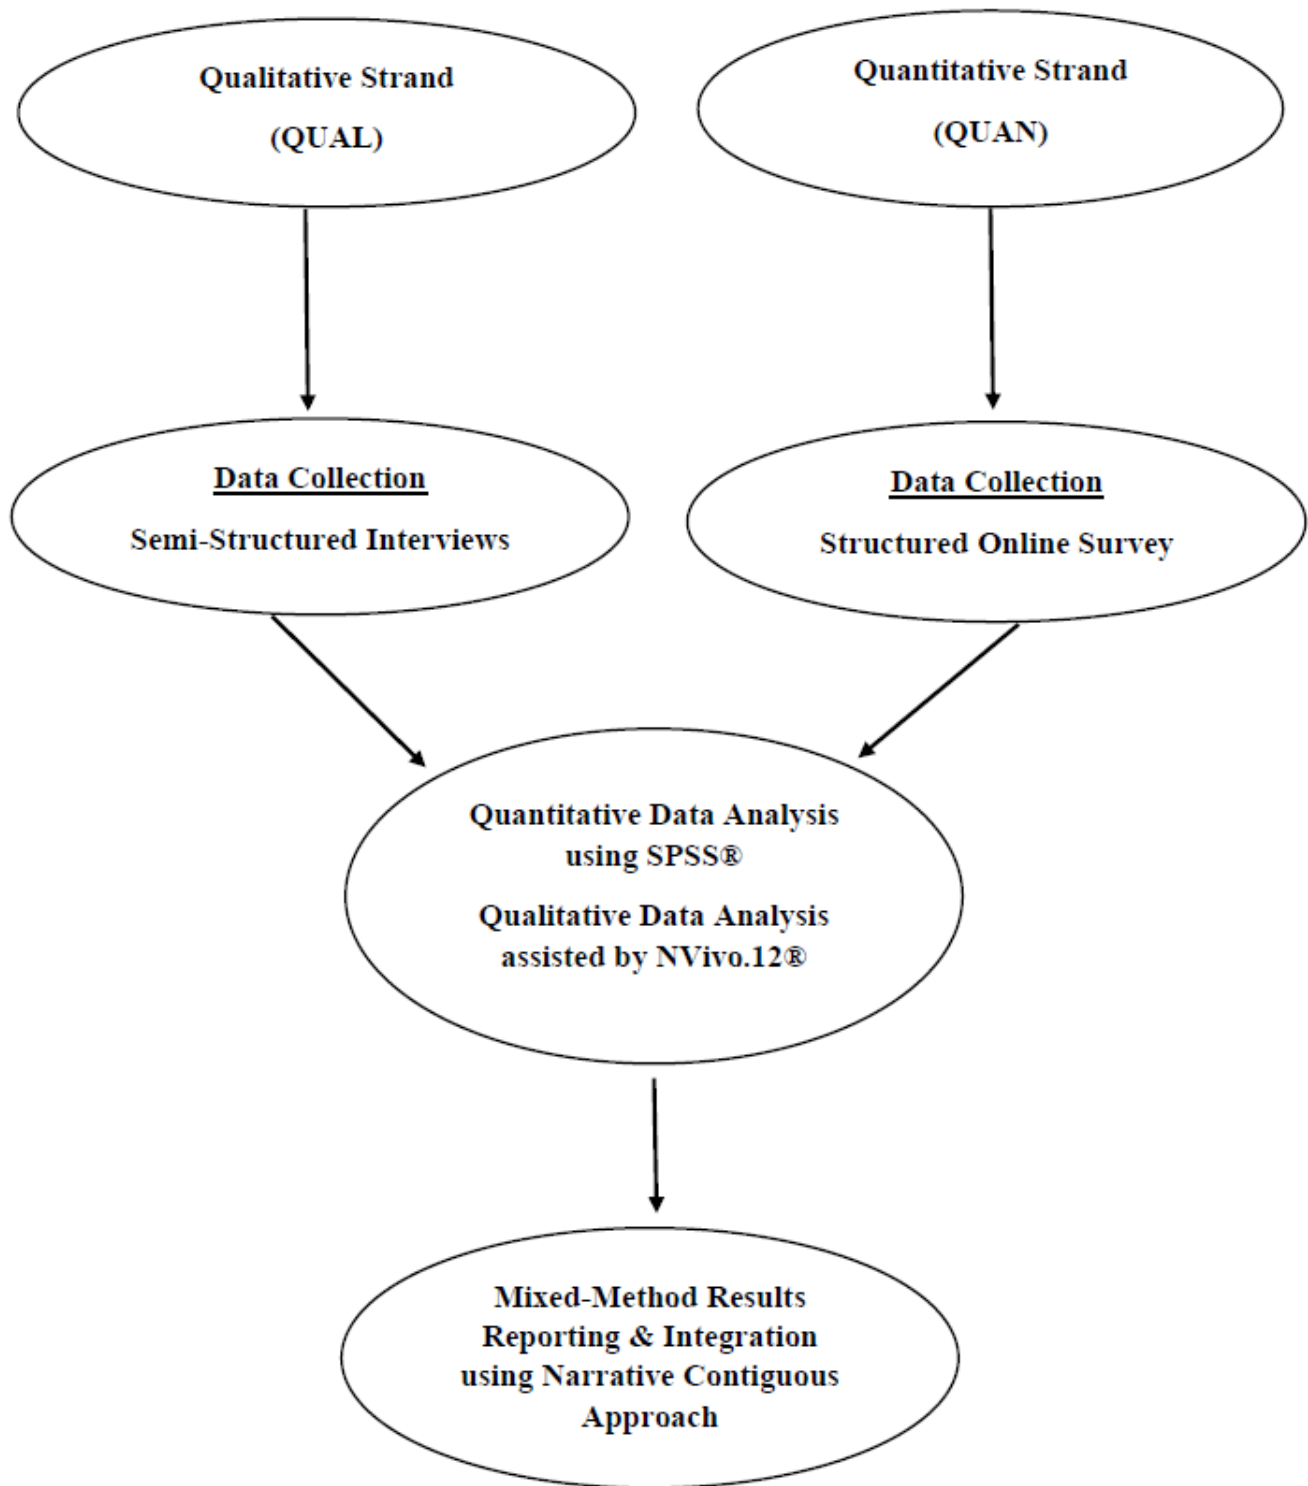 Qualitative Strand
(QUAL)
Quantitative Strand
(QUAN)
Data Collection
Semi-Structured Interviews
Data Collection
Structured Online Survey
Quantitative Data Analysis
using SPSS®
Qualitative Data Analysis
assisted by NVivo.12®
Mixed-Method Results
Reporting & Integration
using Narrative Contiguous
Approach